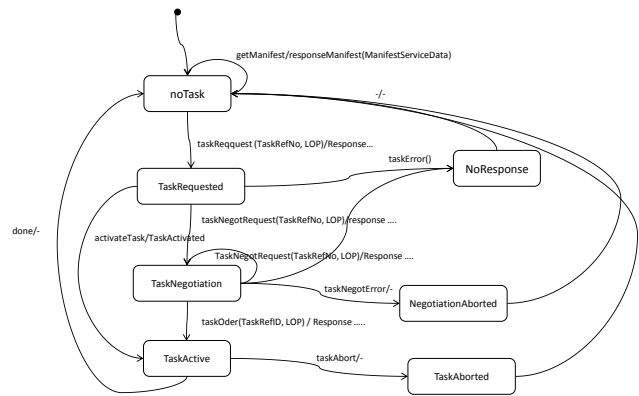 getManifest/responseManifest(ManifestServiceData)
noTask
-/-
taskReqquest (TaskRefNo, LOP)/Response...
taskError()
NoResponse
TaskRequested
taskNegotRequest(TaskRefNo, LOP)/response ....
done/-
activateTask/TaskActivated
TaskNegotRequest(TaskRefNo, LOP)/Response ....
TaskNegotiation
taskNegotError/-
NegotiationAborted
taskOder(TaskRefID, LOP) / Response .....
TaskActive
taskAbort/-
TaskAborted